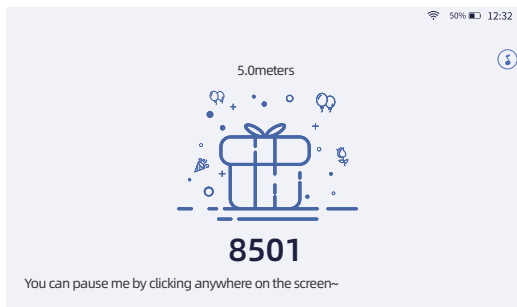 50% 12:32
5.0meters
8501
You can pause me by clicking anywhere on the screen~